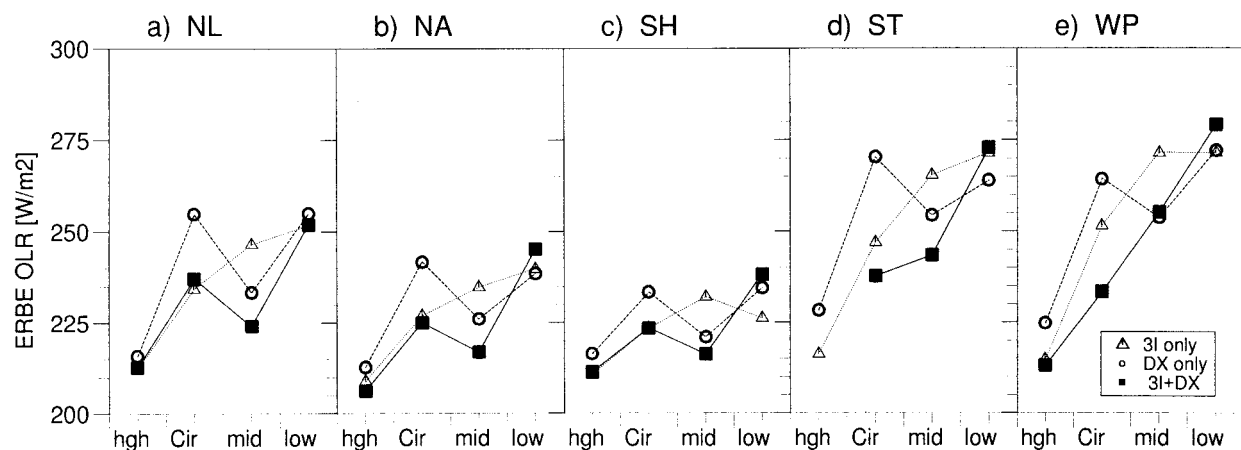 a) NL b) NA c) SH d) ST e) WP
300
275
250
225
200
ERBE OLR [W/m2]
3I only
DX only
3I+DX
hgh Cir mid low hgh Cir mid low hgh Cir mid low hgh Cir mid low hgh Cir mid low